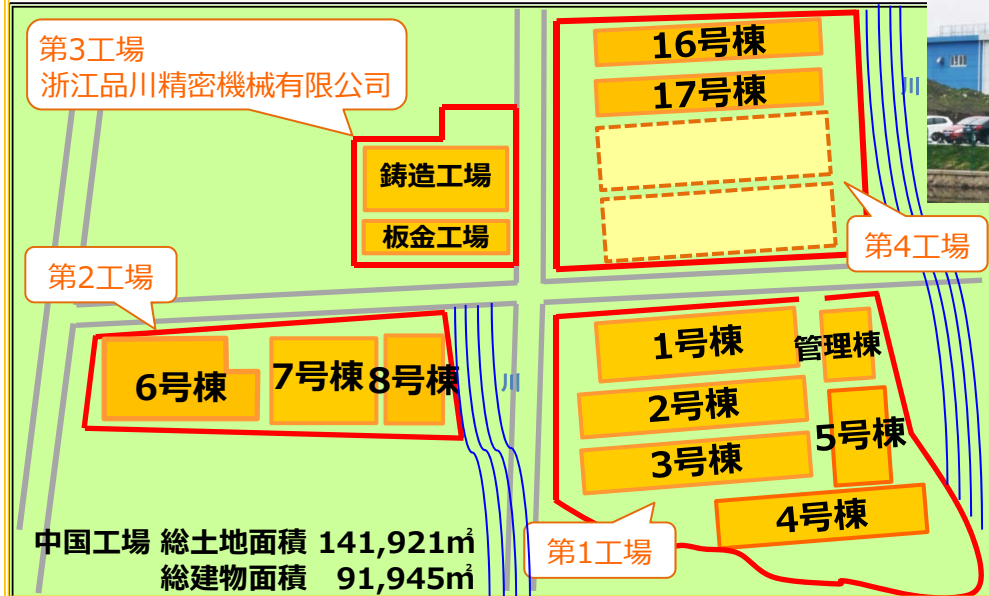 第3工場
浙江品川精密機械有限公司
16号棟
17号棟
川
鋳造工場
板金工場
第4工場
第2工場
1号棟
管理棟
6号棟
7号棟
8号棟
川
2号棟
5号棟
3号棟
4号棟
第1工場
中国工場 総土地面積 141,921㎡
総建物面積 91,945㎡